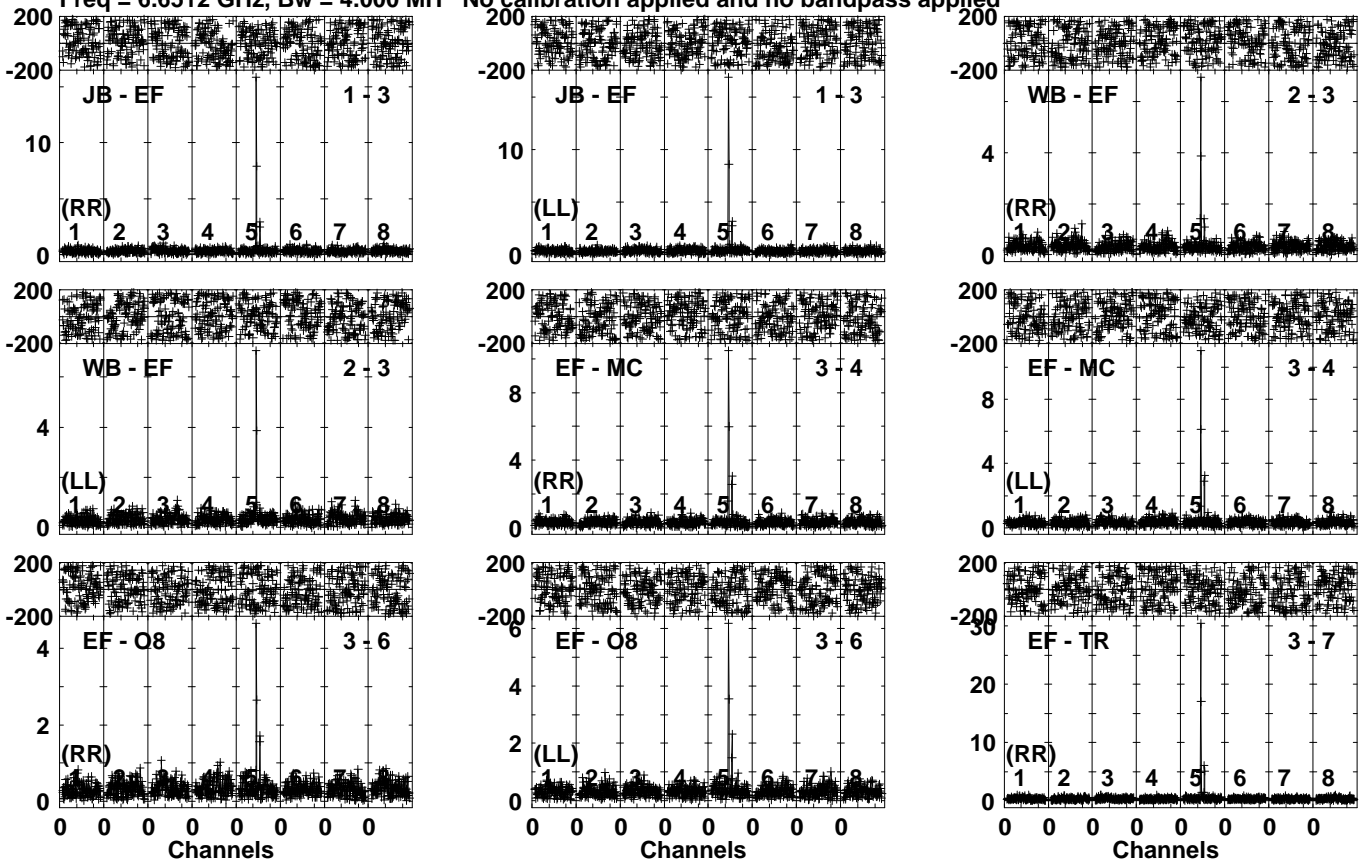 Freq = 6.6512 GHz, Bw = 4.000 MH No calibration applied and no bandpass applied
200 200 200
-200 -200 -200
JB - EF 1 - 3 JB - EF 1 - 3 WB - EF 2 - 3
10 10 4
(RR) (LL) (RR)
1 2 3 4 5 6 7 8 1 2 3 4 5 6 7 8 1 2 3 4 5 6 7 8
0 0 0
200 200 200
-200 -200 -200
WB - EF 2 - 3 EF - MC 3 - 4 EF - MC 3 - 4
8 8
4 4 4
(LL) (RR) (LL)
1 2 3 4 5 6 7 8 1 2 3 4 5 6 7 8 1 2 3 4 5 6 7 8
0 0 0
200 200 200
-200 -200 -200
6 30
EF - O8 3 - 6 EF - O8 3 - 6 EF - TR 3 - 7
4 4 20
2 2 10
(RR) (LL) (RR)
1 2 3 4 5 6 7 8 1 2 3 4 5 6 7 8 1 2 3 4 5 6 7 8
0 0 0
0 0 0 0 0 0 0 0 0 0 0 0 0 0 0 0 0 0 0 0 0 0 0 0
Channels Channels Channels